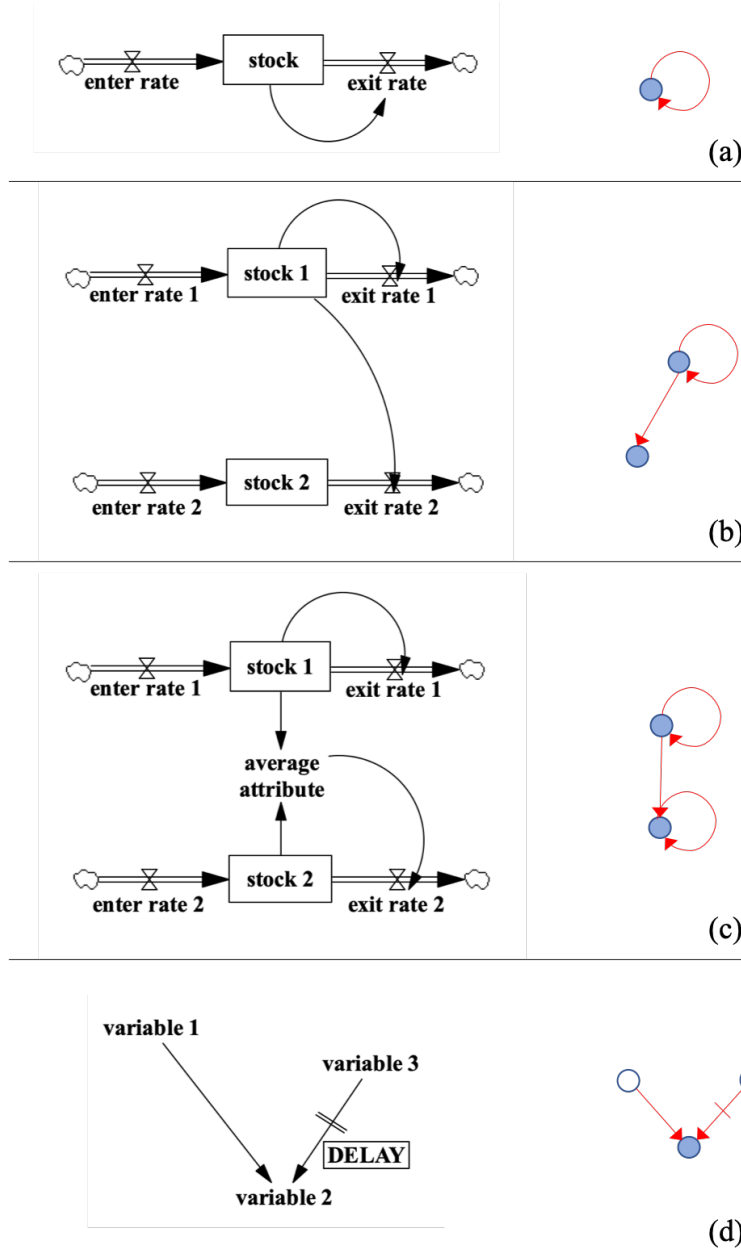 stock
enter rate
exit rate
(a)
stock 1
enter rate 1
exit rate 1
stock 2
enter rate 2
exit rate 2
(b)
stock 1
enter rate 1
exit rate 1
average
attribute
stock 2
enter rate 2
exit rate 2
(c)
variable 1
variable 3
DELAY
variable 2
(d)